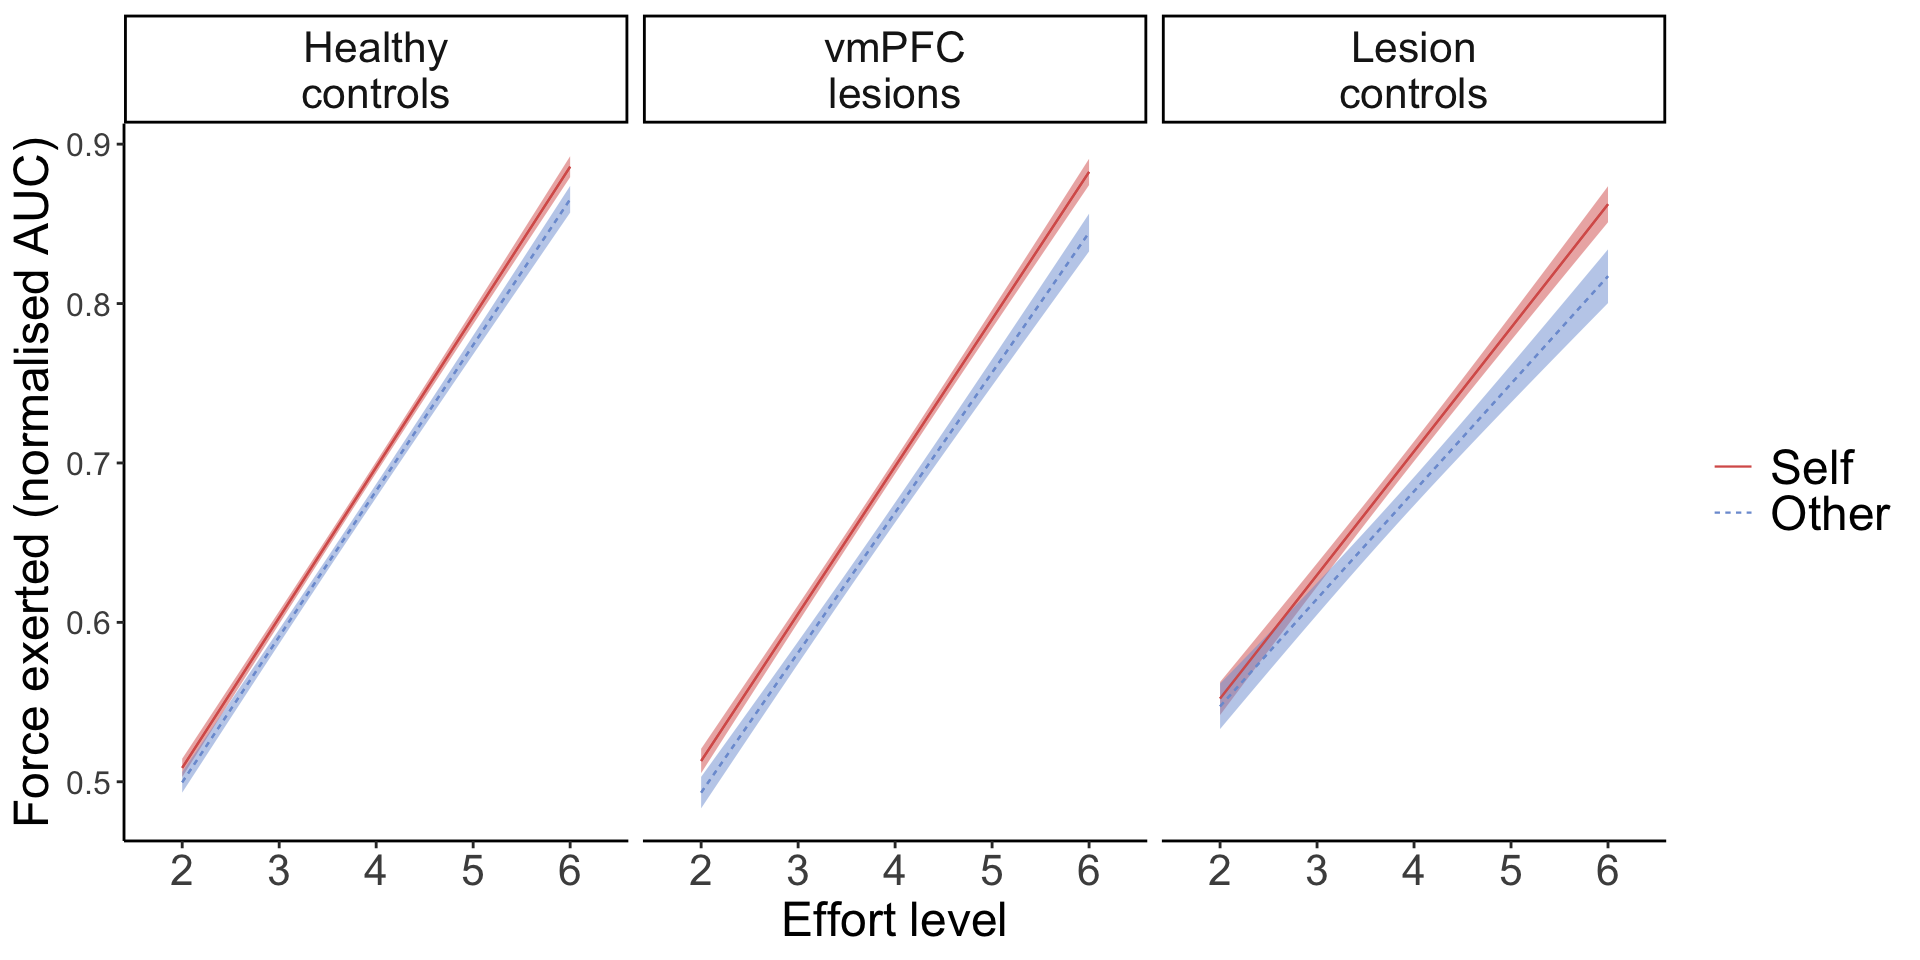 Healthy
controls
vmPFC
lesions
Lesion
controls
Force exerted (normalised AUC)
0.9
0.8
0.7
0.6
0.5
2 3 4 5 6
2 3 4 5 6
2 3 4 5 6
Effort level
Self
Other